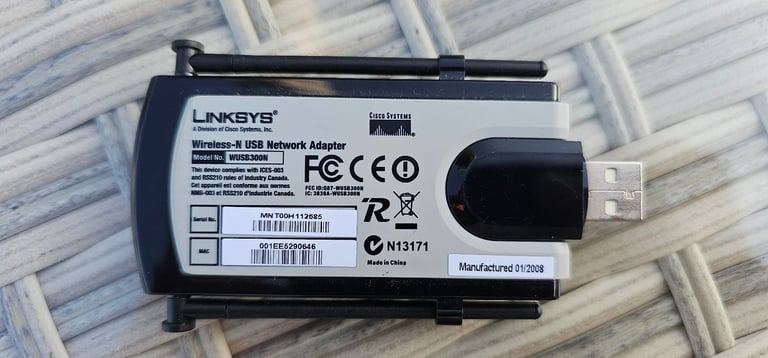 LINKSYS®
A Division of Cisco Systems, Inc.
CISCO SYSTEMS
Wireless-N USB Network Adapter
Model No. WUSB300N
This device complies with ICES-003
and RSS210 rules of Industry Canada.
Cet appareil est conforme aux normes
NMB-003 et RSS210 d'Industrie Canada.
FC CE
FCC ID:Q87-WUSB300N
IC: 3839A-WUSB300N
Serial No.
MNT00H112685
R
MAC
001EE5290646
N13171
Made in China
Manufactured 01/2008